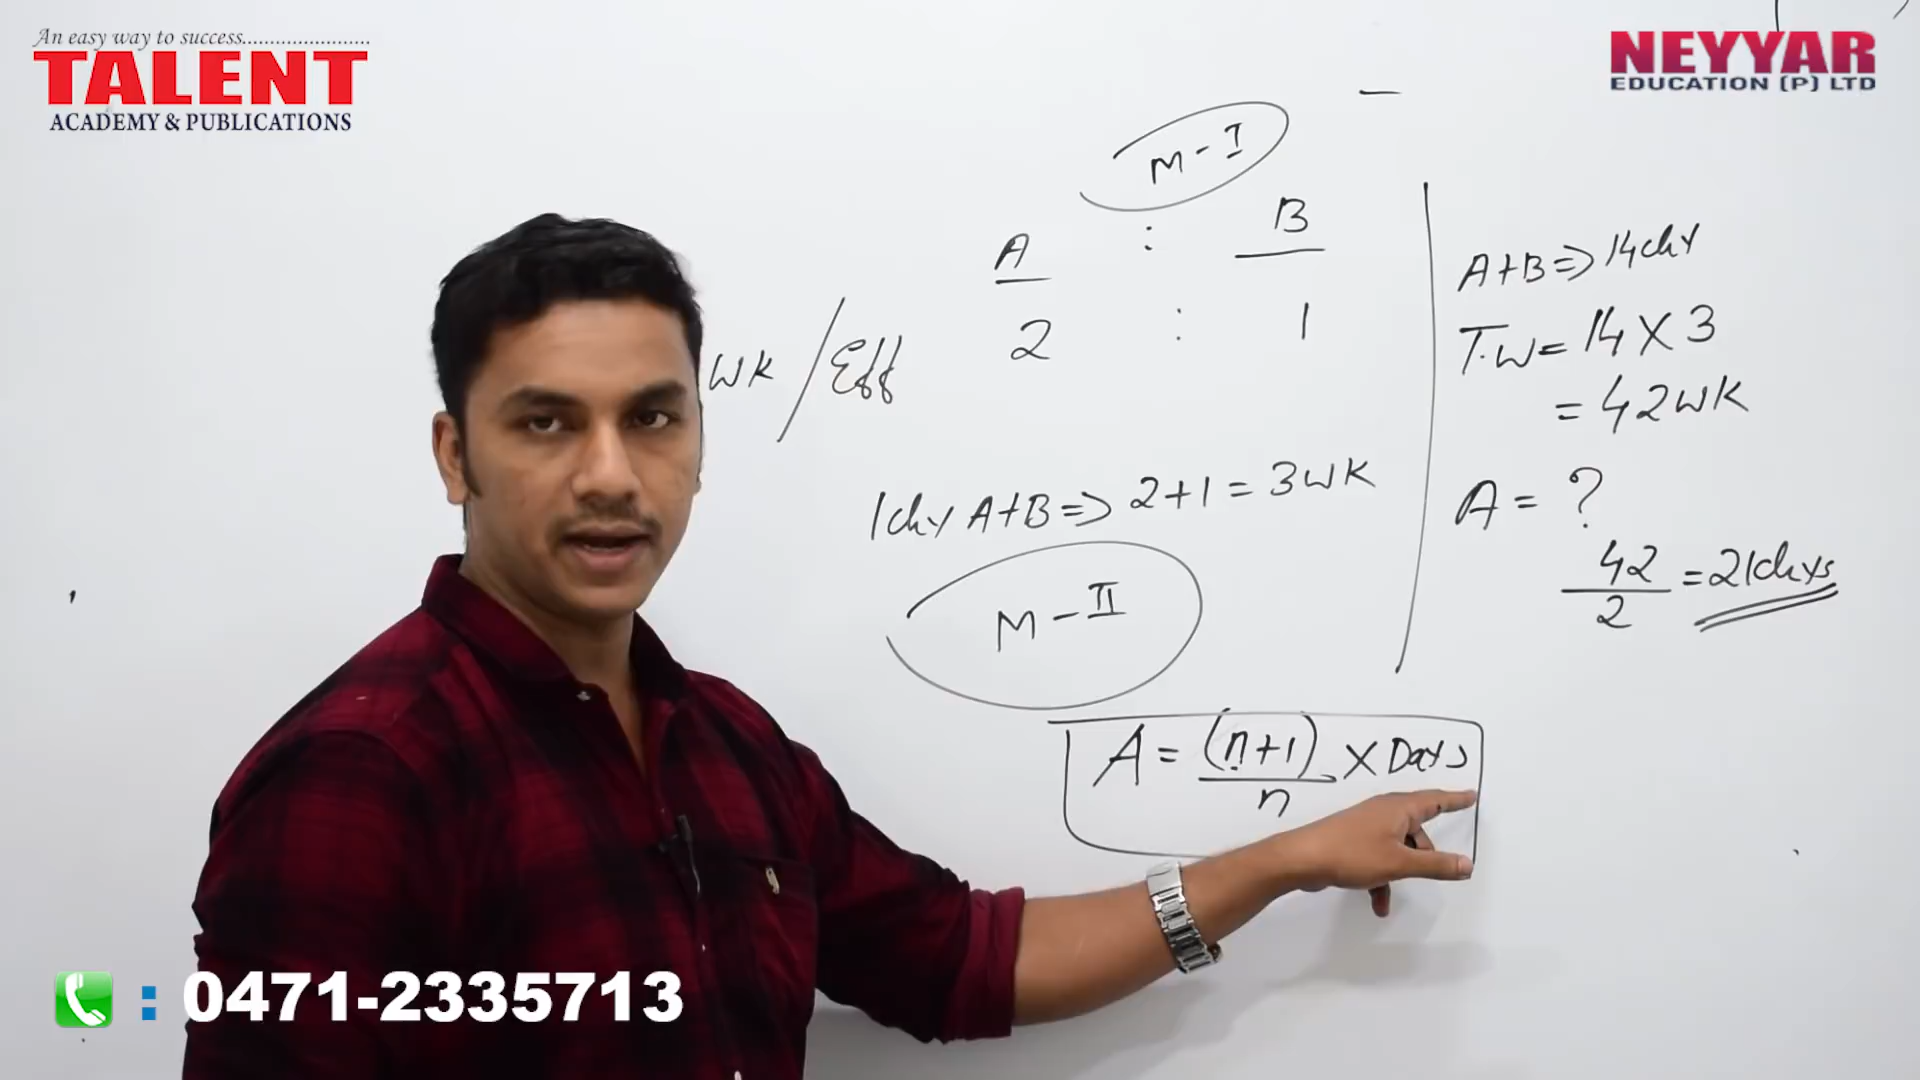 An easy way to success.......................
TALENT
ACADEMY & PUBLICATIONS
NEYYAR
EDUCATION (P) LTD
M - I
A : B
WK / Eff 2 : 1
1day A+B => 2+1 = 3WK
M - II
A = (n+1)/n X Days
A+B => 14day
T.W = 14 X 3
= 42WK
A = ?
42/2 = 21days
: 0471-2335713